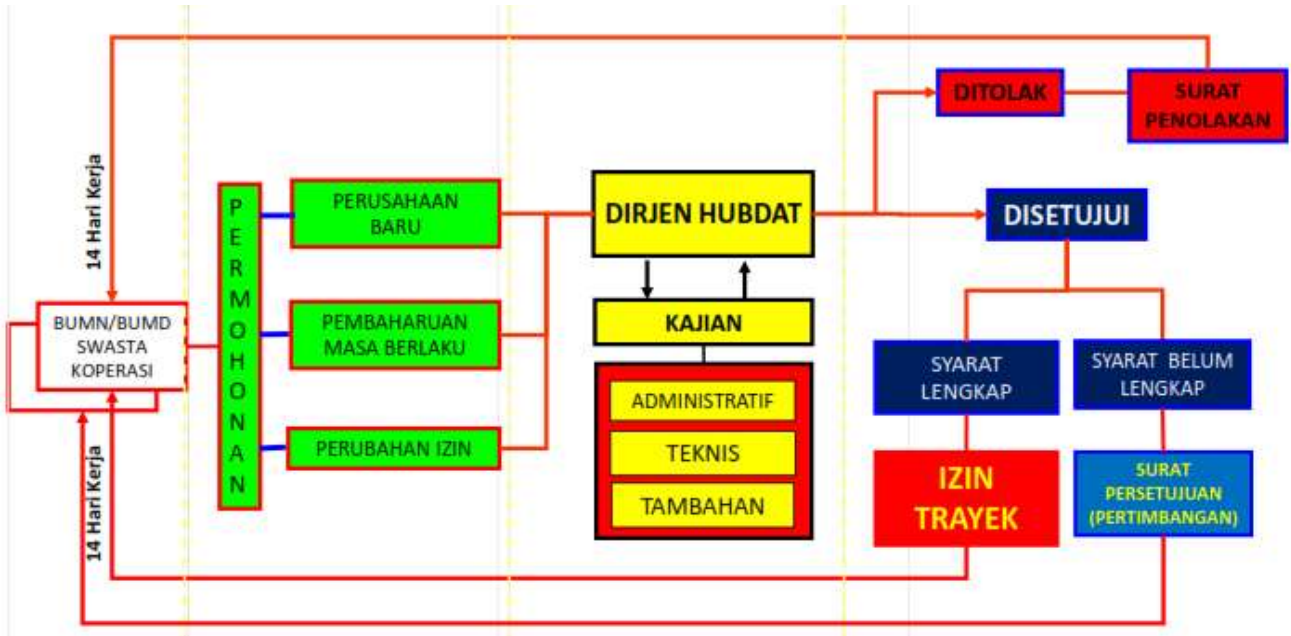 14 Hari Kerja
BUMN/BUMD
SWASTA
KOPERASI
14 Hari Kerja
PERMOHONAN
PERUSAHAAN
BARU
PEMBAHARUAN
MASA BERLAKU
PERUBAHAN IZIN
DIRJEN HUBDAT
KAJIAN
ADMINISTRATIF
TEKNIS
TAMBAHAN
DITOLAK
SURAT
PENOLAKAN
DISETUJUI
SYARAT
LENGKAP
SYARAT BELUM
LENGKAP
IZIN
TRAYEK
SURAT
PERSETUJUAN
(PERTIMBANGAN)